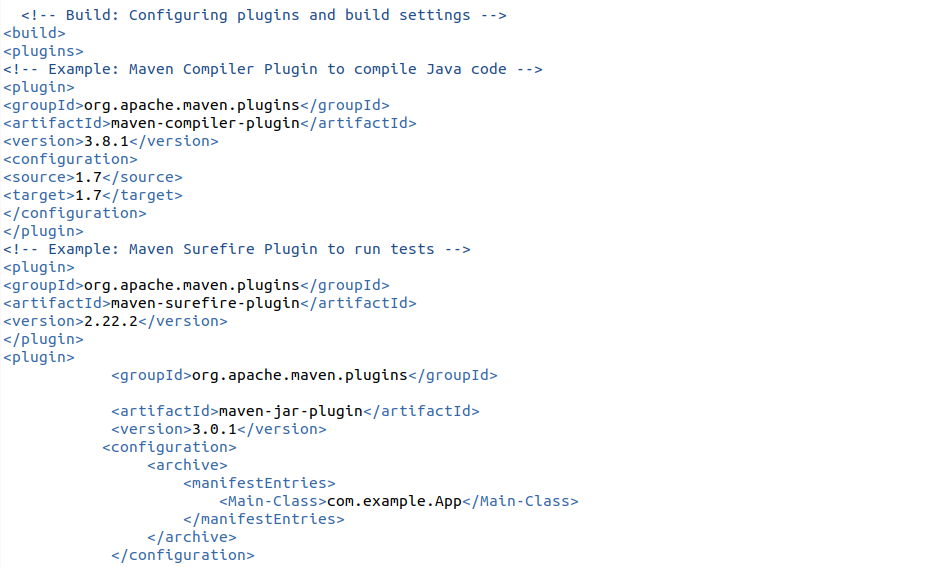 <!-- Build: Configuring plugins and build settings -->
<build>
<plugins>
<!-- Example: Maven Compiler Plugin to compile Java code -->
<plugin>
<groupId>org.apache.maven.plugins</groupId>
<artifactId>maven-compiler-plugin</artifactId>
<version>3.8.1</version>
<configuration>
<source>1.7</source>
<target>1.7</target>
</configuration>
</plugin>
<!-- Example: Maven Surefire Plugin to run tests -->
<plugin>
<groupId>org.apache.maven.plugins</groupId>
<artifactId>maven-surefire-plugin</artifactId>
<version>2.22.2</version>
</plugin>
<plugin>
<groupId>org.apache.maven.plugins</groupId>
<artifactId>maven-jar-plugin</artifactId>
<version>3.0.1</version>
<configuration>
<archive>
<manifestEntries>
<Main-Class>com.example.App</Main-Class>
</manifestEntries>
</archive>
</configuration>